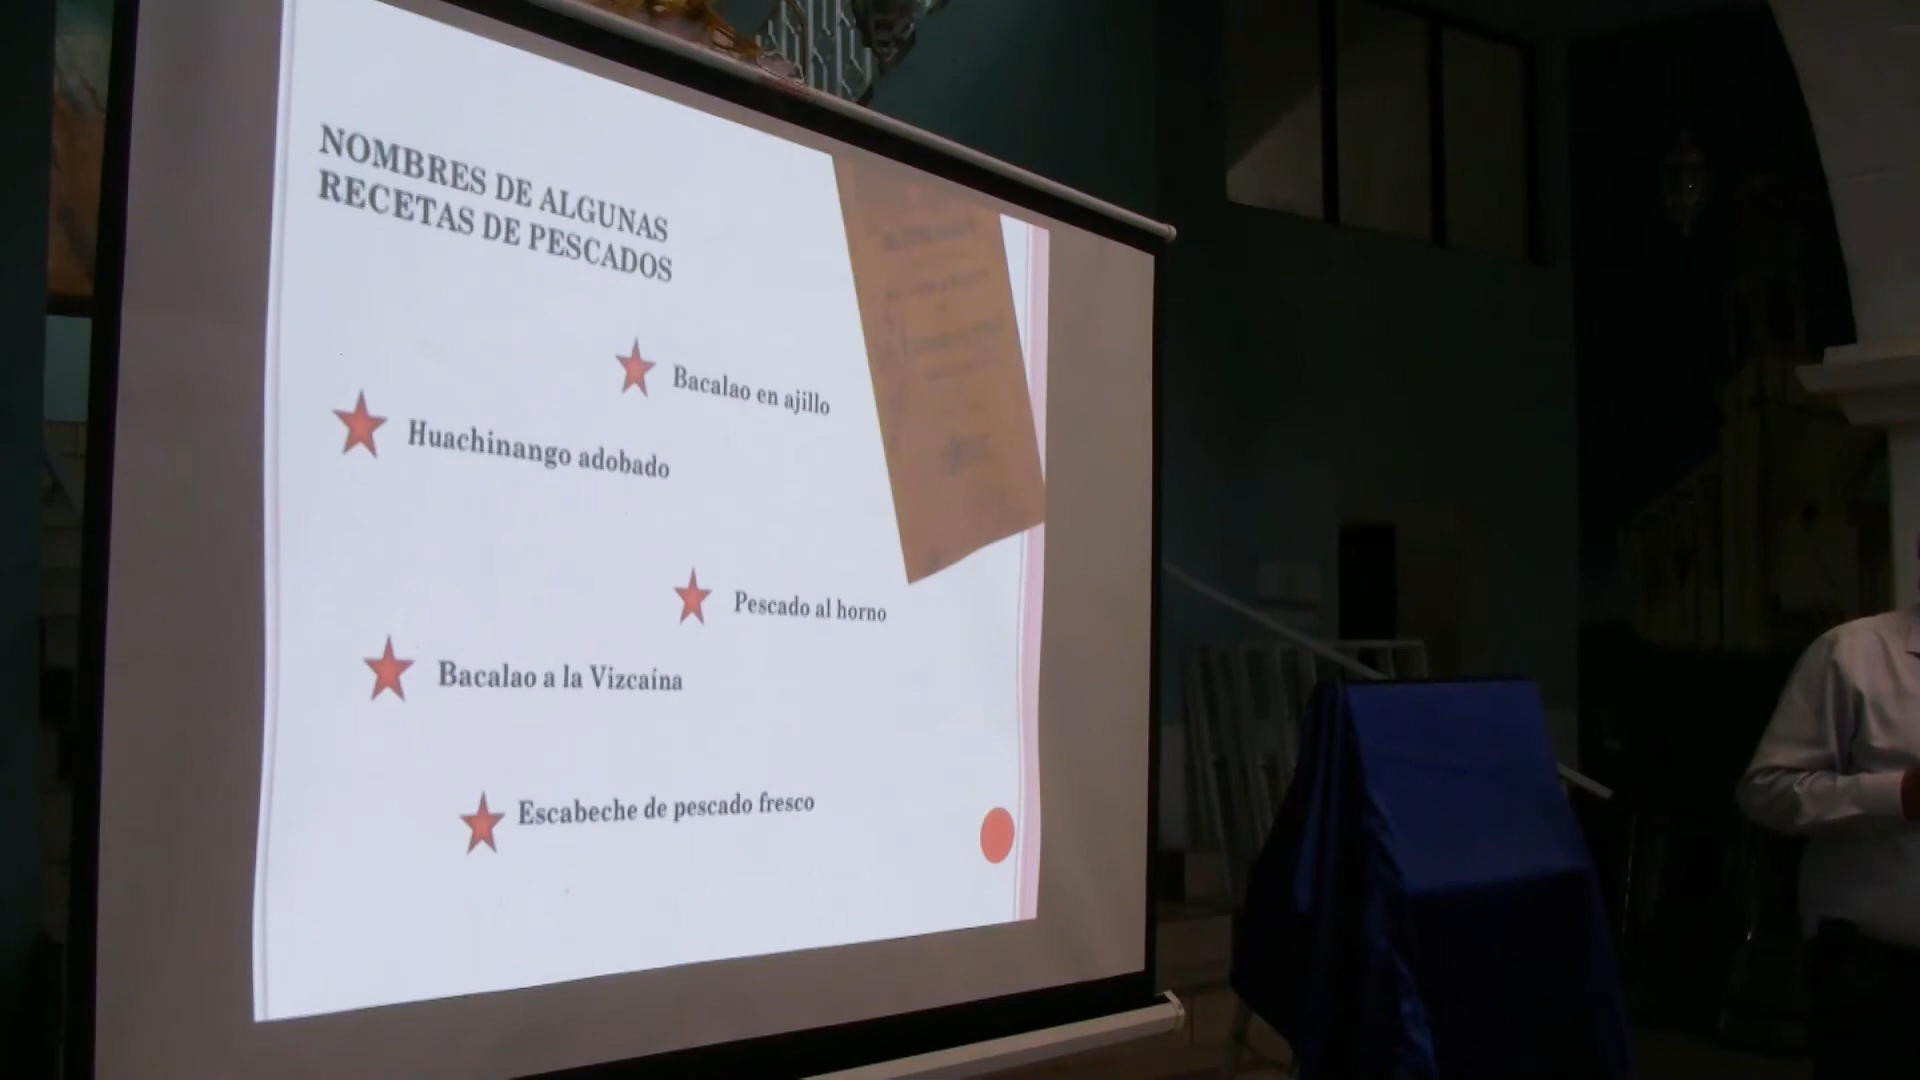 NOMBRES DE ALGUNAS
RECETAS DE PESCADOS
Bacalao en ajillo
Huachinango adobado
Pescado al horno
Bacalao a la Vizcaína
Escabeche de pescado fresco